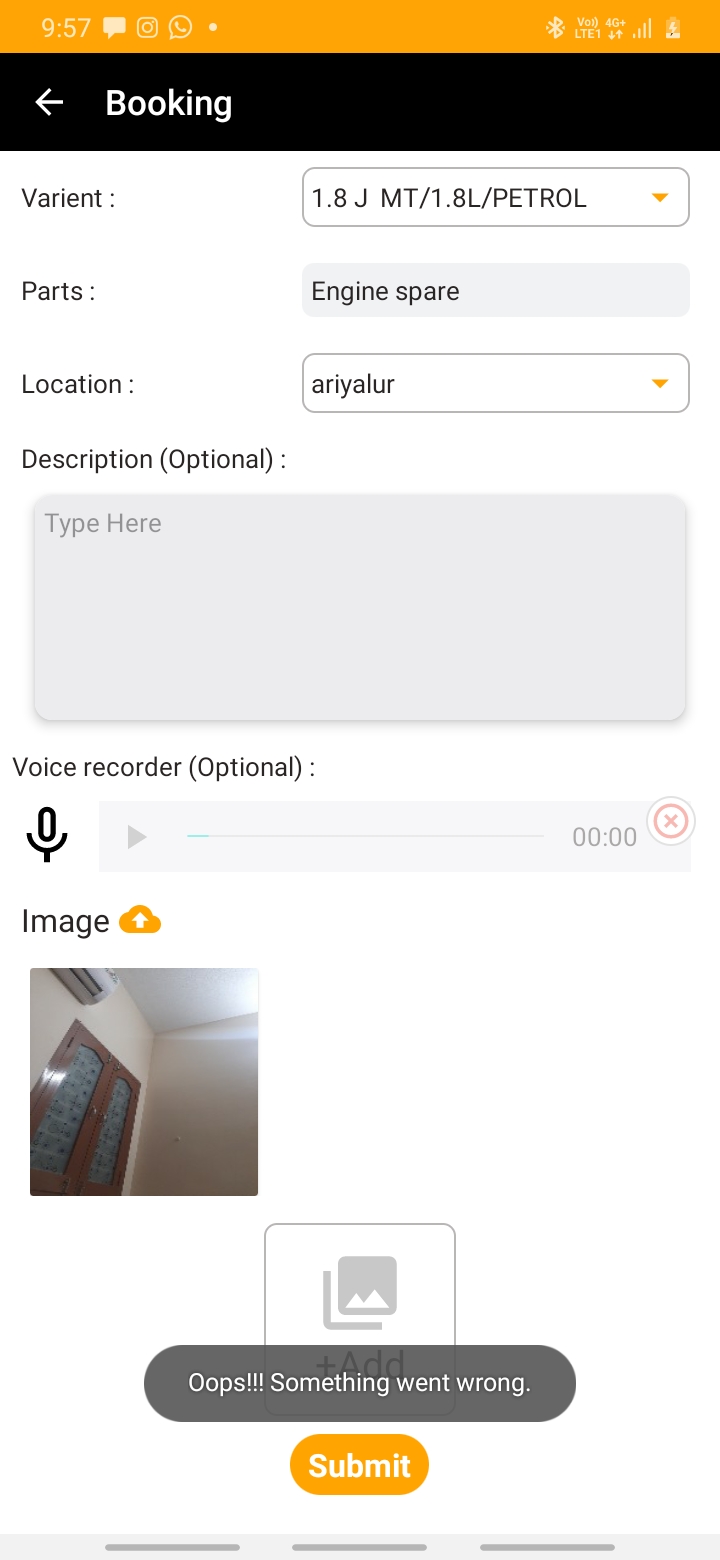 9:57
Vo)) 4G+
LTE1
Booking
Varient :
1.8 J  MT/1.8L/PETROL
Parts :
Engine spare
Location :
ariyalur
Description (Optional) :
Type Here
Voice recorder (Optional) :
00:00
Image
+Add
Oops!!! Something went wrong.
Submit